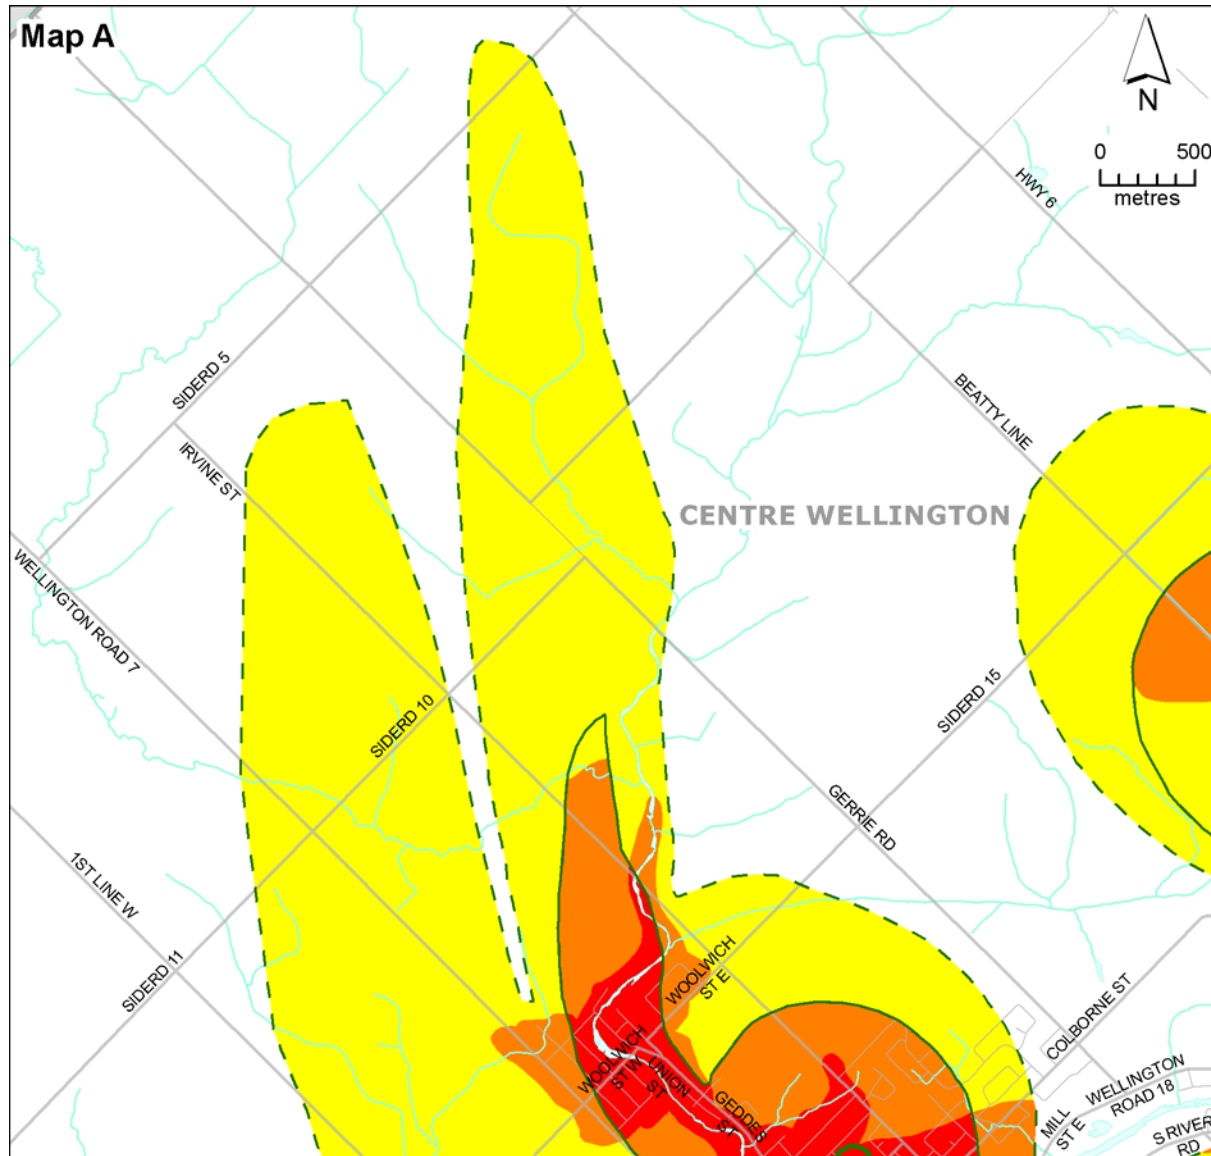 Map A
N
0 500
metres
HWY 6
SIDERD 5
BEATTY LINE
IRVINE ST
CENTRE WELLINGTON
WELLINGTON ROAD 7
SIDERD 10
SIDERD 15
GERRIE RD
1ST LINE W
SIDERD 11
WOOLWICH
ST E
COLBORNE ST
WOOLWICH
ST W
UNION
ST
GEDDES
ST
WELLINGTON
ROAD 18
MILL
ST E
S RIVER
RD